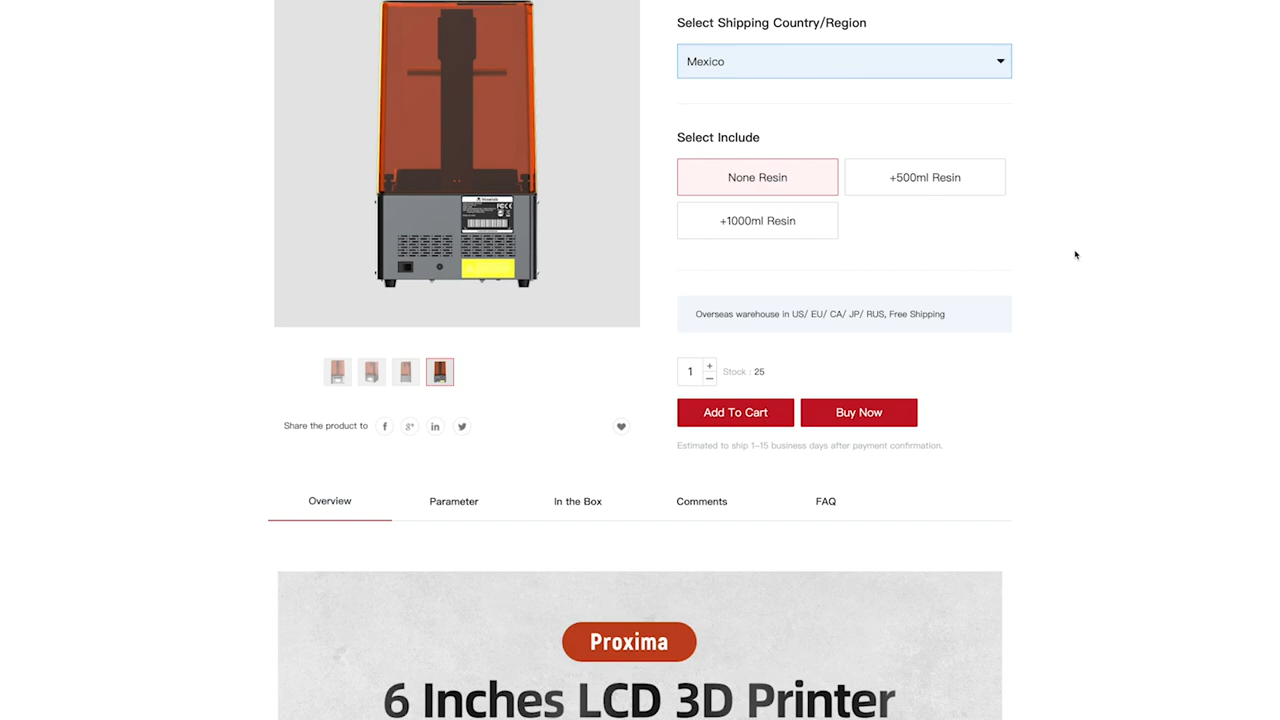 Select Shipping Country/Region
Mexico
Select Include
None Resin
+500ml Resin
+1000ml Resin
Overseas warehouse in US/ EU/ CA/ JP/ RUS, Free Shipping
1
+
−
Stock : 25
Add To Cart
Buy Now
Estimated to ship 1-15 business days after payment confirmation.
Share the product to
Overview
Parameter
In the Box
Comments
FAQ
Proxima
6 Inches LCD 3D Printer